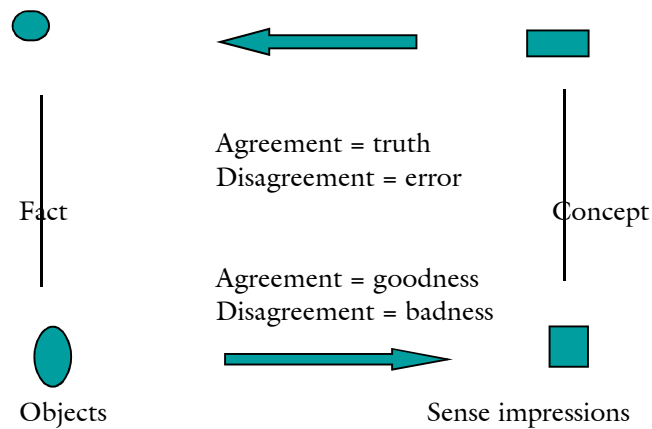 Agreement = truth
Disagreement = error
Fact
Concept
Agreement = goodness
Disagreement = badness
Objects
Sense impressions